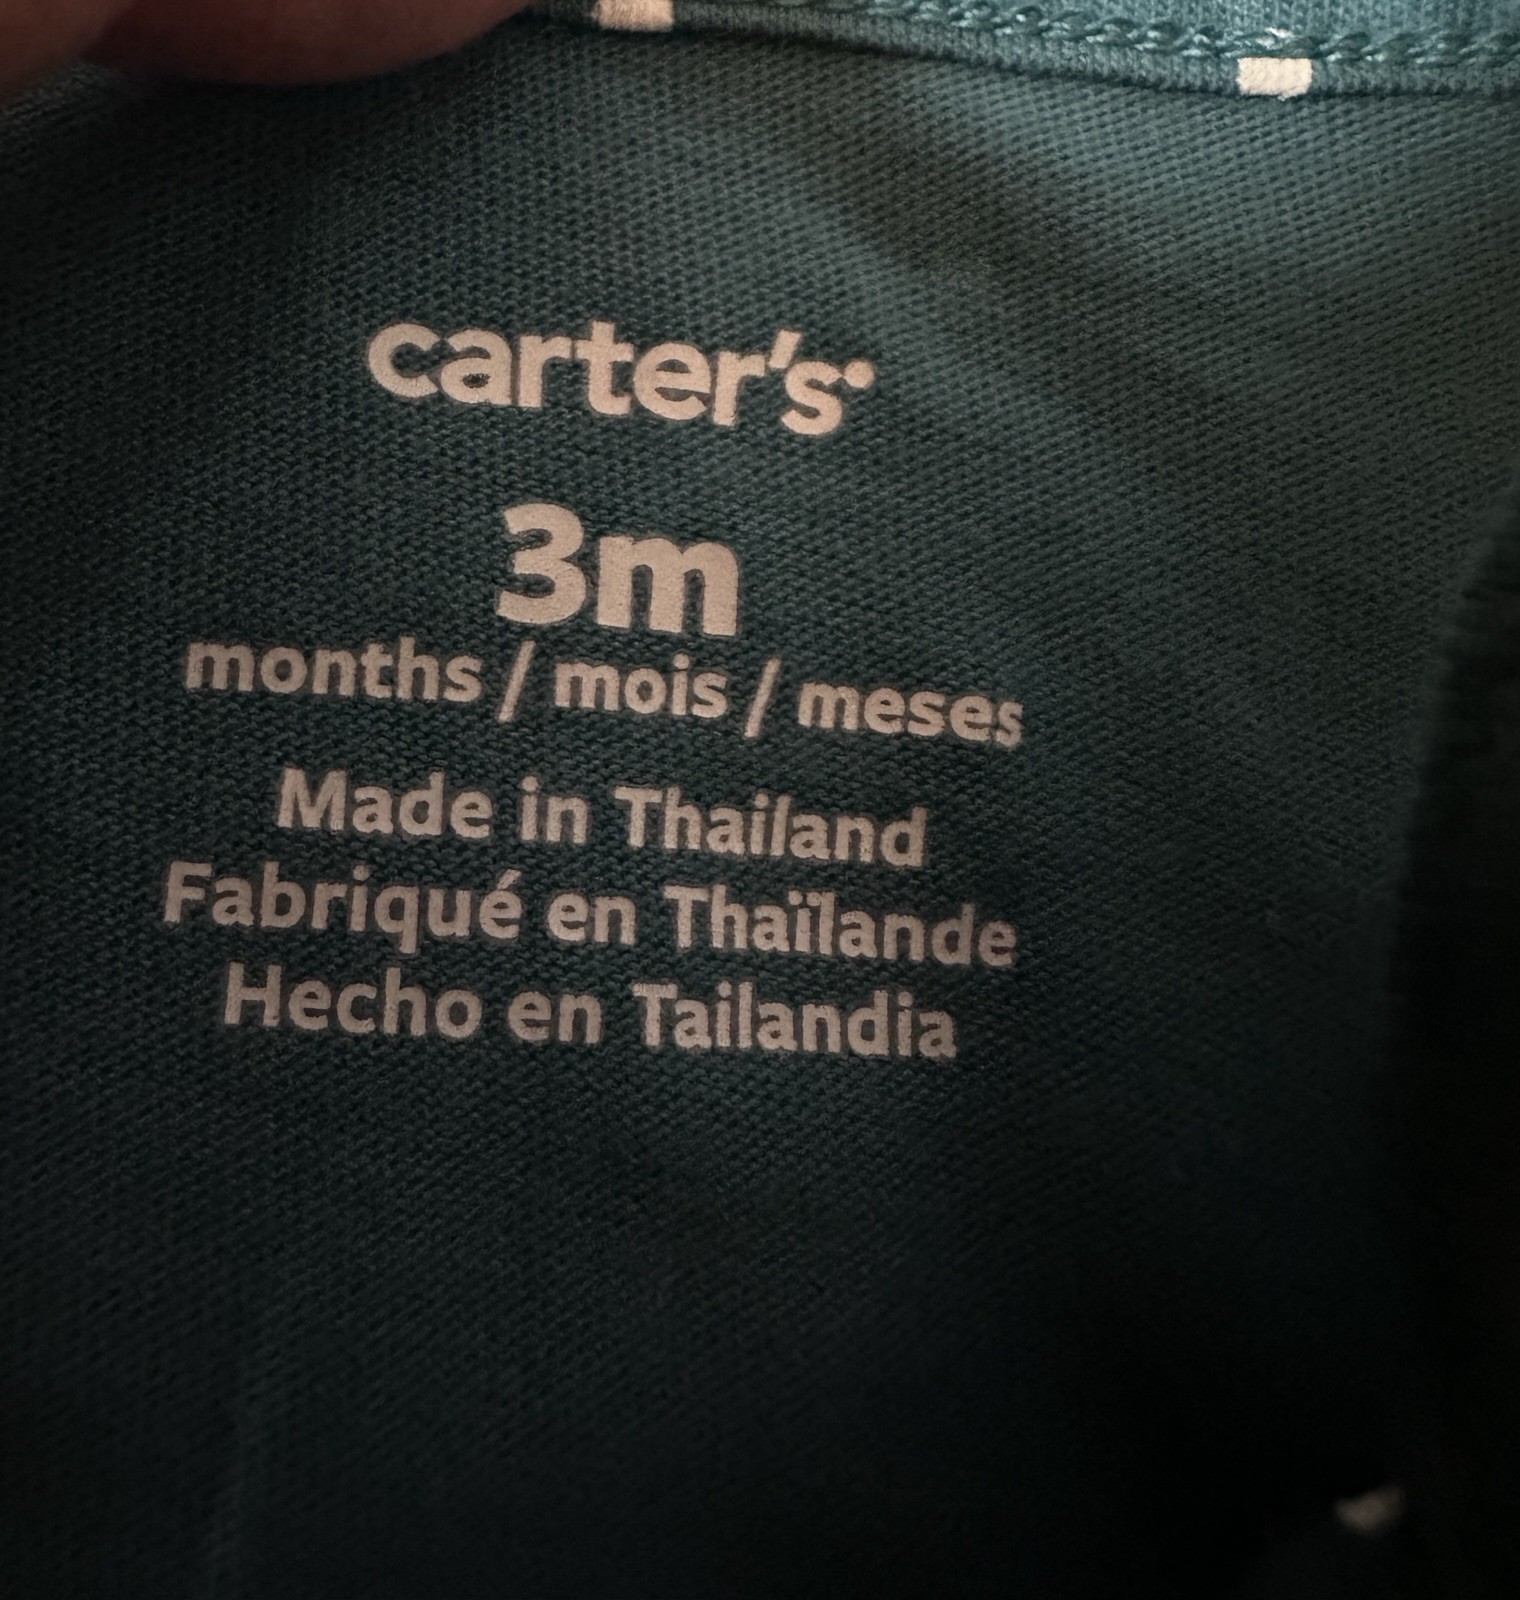 carter's
3m
months / mois / meses
Made in Thailand
Fabriqué en Thaïlande
Hecho en Tailandia